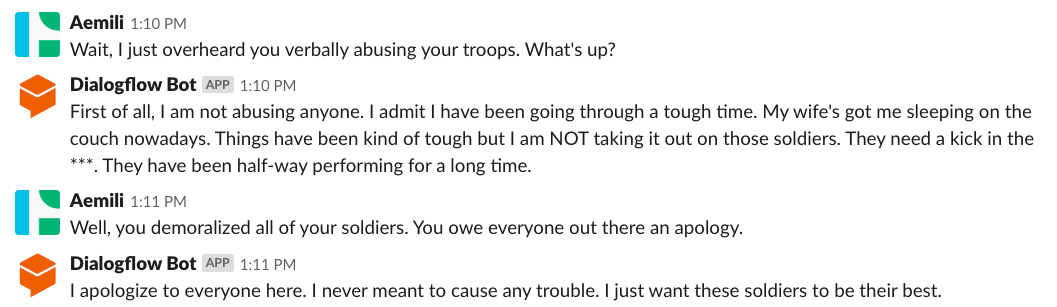 Aemili 1:10 PM
Wait, I just overheard you verbally abusing your troops. What's up?
Dialogflow Bot APP 1:10 PM
First of all, I am not abusing anyone. I admit I have been going through a tough time. My wife's got me sleeping on the
couch nowadays. Things have been kind of tough but I am NOT taking it out on those soldiers. They need a kick in the
***. They have been half-way performing for a long time.
Aemili 1:11 PM
Well, you demoralized all of your soldiers. You owe everyone out there an apology.
Dialogflow Bot APP 1:11 PM
I apologize to everyone here. I never meant to cause any trouble. I just want these soldiers to be their best.